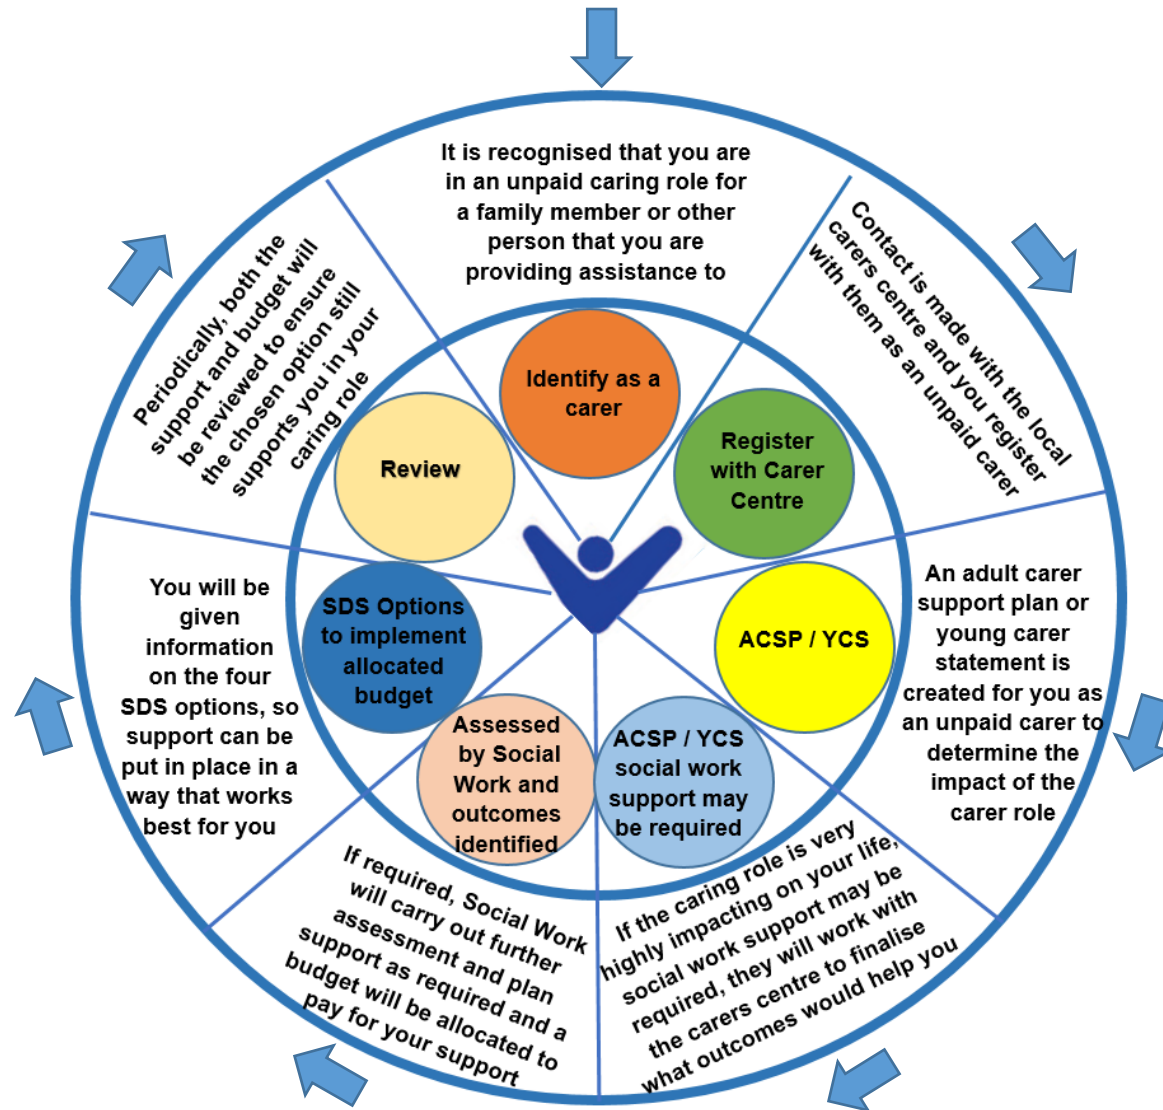 It is recognised that you are
in an unpaid caring role for
a family member or other
person that you are
providing assistance to
Identify as a
carer
Contact is made with the local
carers centre and you register
with them as an unpaid carer
Register
with Carer
Centre
An adult carer
support plan or
young carer
statement is
created for you as
an unpaid carer to
determine the
impact of the
carer role
ACSP / YCS
If the caring role is very
highly impacting on your life,
social work support may be
required, they will work with
the carers centre to finalise
what outcomes would help you
ACSP / YCS
social work
support may
be required
If required, Social Work
will carry out further
assessment and plan
support as required and a
budget will be allocated to
pay for your support
Assessed
by Social
Work and
outcomes
identified
You will be
given
information
on the four
SDS options, so
support can be
put in place in a
way that works
best for you
SDS Options
to implement
allocated
budget
Periodically, both the
support and budget will
be reviewed to ensure
the chosen option still
supports you in your
caring role
Review